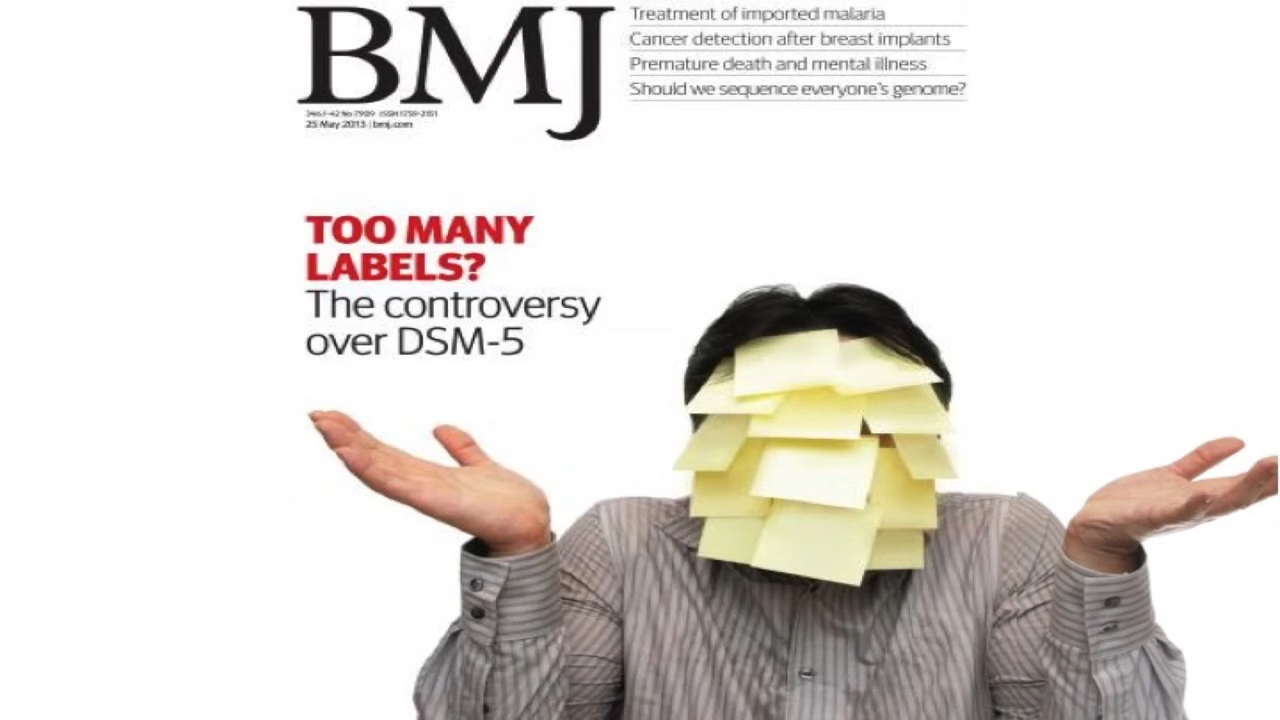 BMJ
Treatment of imported malaria
Cancer detection after breast implants
Premature death and mental illness
Should we sequence everyone's genome?
25 May 2013 | bmj.com
TOO MANY
LABELS?
The controversy
over DSM-5